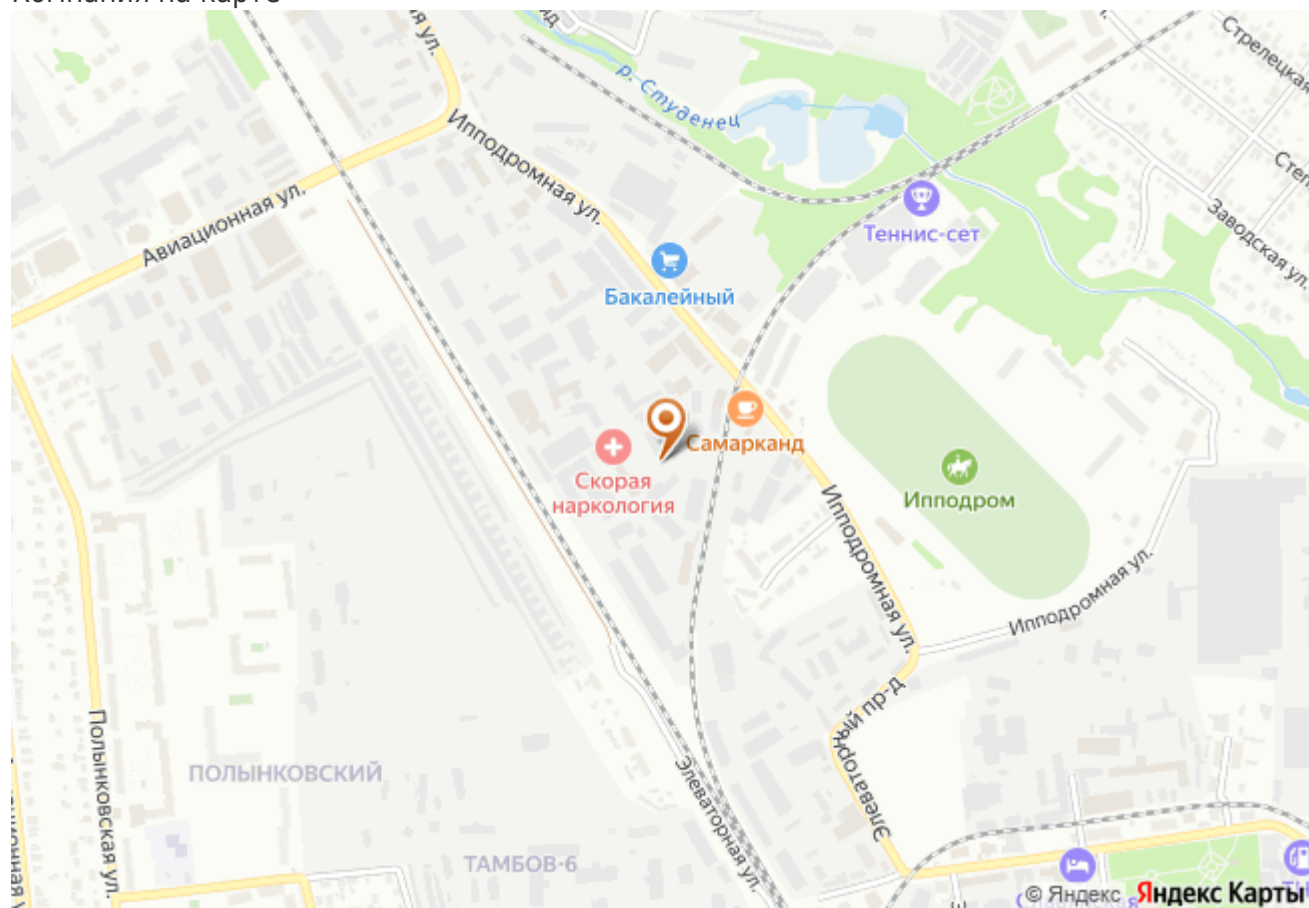 Компания на карте
Стрелецкая
р. Студенец
Ипподромная ул.
Авиационная ул.
Заводская ул.
Теннис-сет
Бакалейный
Самарканд
Скорая
наркология
Ипподром
Ипподромная ул.
Ипподромная ул.
Элеваторный пр-д
Полынковская ул.
ПОЛЫНКОВСКИЙ
Элеваторная ул.
ТАМБОВ-6
© Яндекс Яндекс Карты